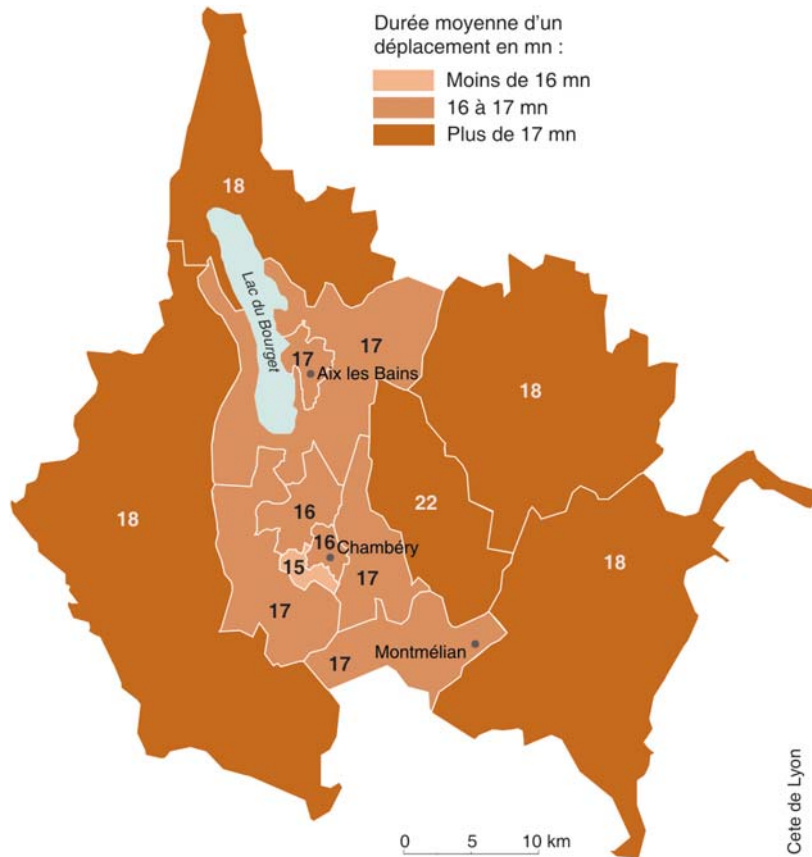 Durée moyenne d'un
déplacement en mn :
Moins de 16 mn
16 à 17 mn
Plus de 17 mn
18
Lac du Bourget
17
17
Aix les Bains
18
18
16
22
16
Chambéry
15
17
18
17
17
Montmélian
0 5 10 km
Cete de Lyon